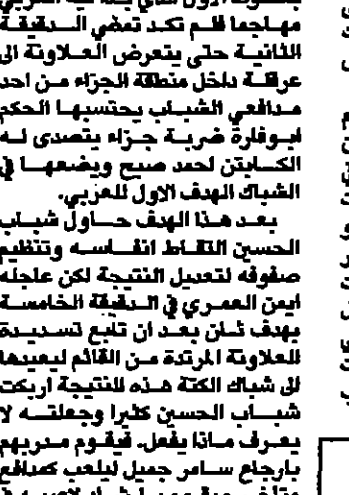 مهاجما فلم تكد تمضي الدقيقة
الثانية حتى يتعرض العلاونة الى
عرقلة داخل منطقة الجزاء من احد
مدافعي الشباب يحتسبها الحكم
ابوفارة ضربة جزاء يتصدى له
الكابتن احمد صبيح ويضعها في
الشباك الهدف الاول للعربي.
بعد هذا الهدف حاول شباب
الحسين التقاط انفاسه وتنظيم
صفوفه لتعديل النتيجة لكن عاجله
ايمن العمري في الدقيقة الخامسة
بهدف ثان بعد ان تابع تسديدة
العلاونة المرتدة من القائم ليعيدها
الى شباك الكتة هذه النتيجة اربكت
شباب الحسين كثيرا وجعلته لا
يعرف ماذا يفعل. فيقوم مدربهم
بارجاع سامر جميل ليلعب كمدافع